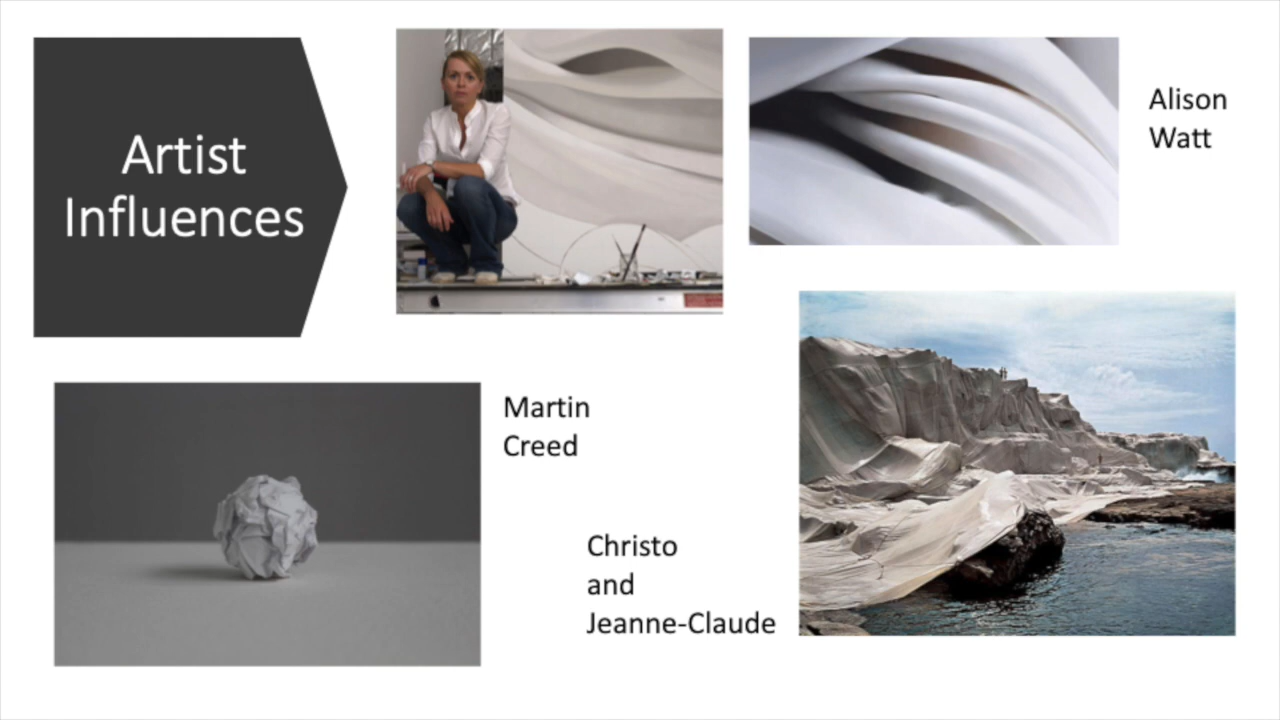 Artist
Influences
Alison
Watt
Martin
Creed
Christo
and
Jeanne-Claude